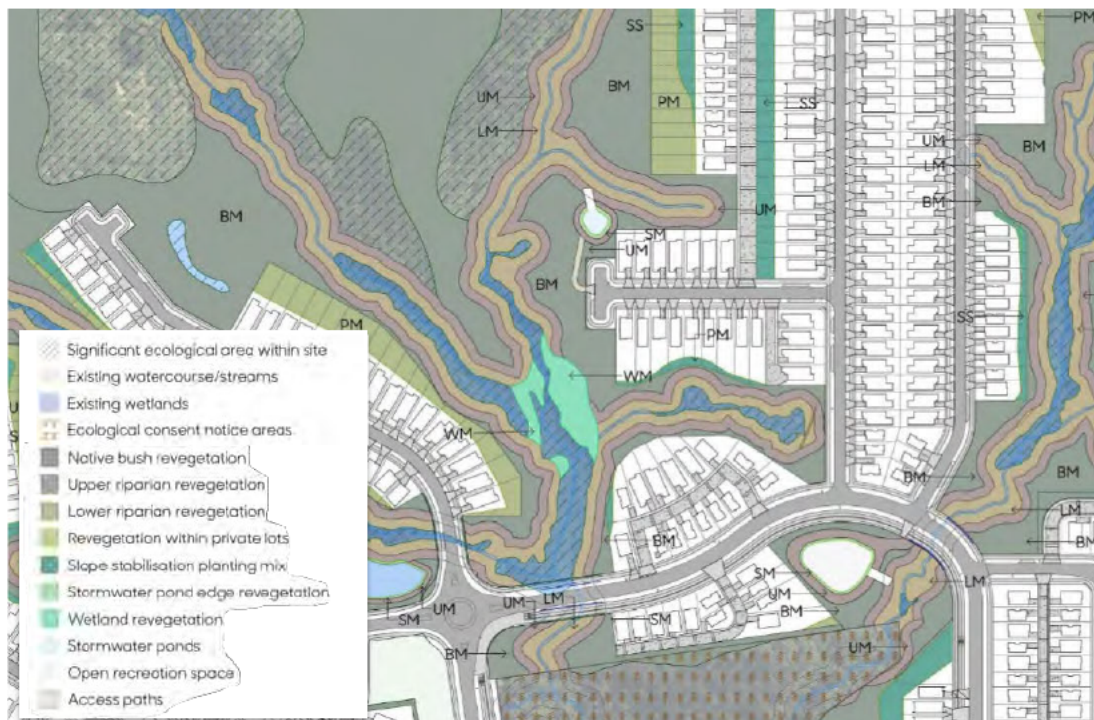 SS
PM
UM
BM
PM
SS
LM
UM
LM
BM
BM
BM
UM
SM
UM
BM
PM
PM
SS
WM
WM
BM
BM
LM
BM
BM
SM
UM
BM
LM
SM
UM
UM
LM
SM
BM
UM
U
S
Significant ecological area within site
Existing watercourse/streams
Existing wetlands
Ecological consent notice areas
Native bush revegetation
Upper riparian revegetation
Lower riparian revegetation
Revegetation within private lots
Slope stabilisation planting mix
Stormwater pond edge revegetation
Wetland revegetation
Stormwater ponds
Open recreation space
Access paths